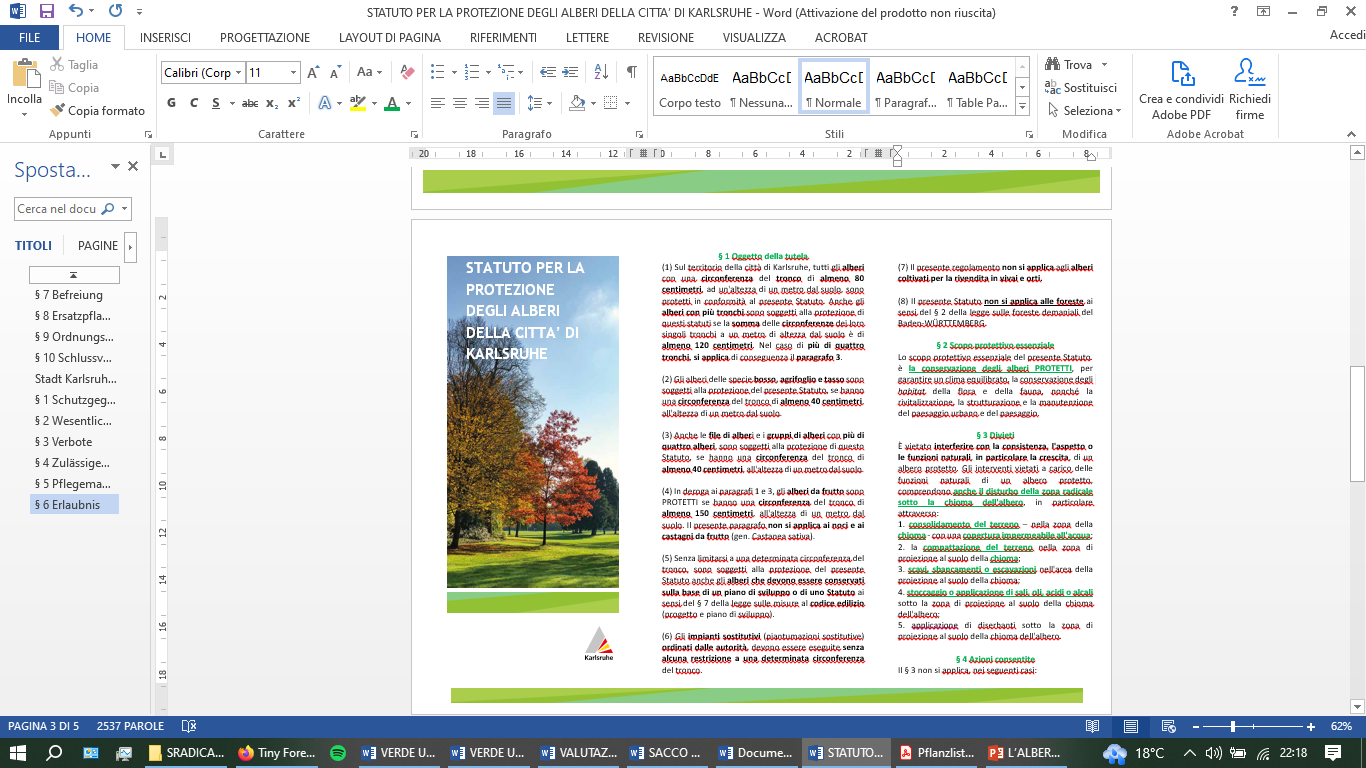 STATUTO PER LA PROTEZIONE DEGLI ALBERI DELLA CITTA' DI KARLSRUHE - Word (Attivazione del prodotto non riuscita)
FILE HOME INSERISCI PROGETTAZIONE LAYOUT DI PAGINA RIFERIMENTI LETTERE REVISIONE VISUALIZZA ACROBAT Accedi
Incolla
Taglia
Copia
Copia formato
Appunti
Calibri (Corp 11
G C S abc x₂ x²
Carattere
Paragrafo
AaBbCcDdE AaBbCcI AaBbCcI AaBbCcI AaBbCcI
Corpo testo ¶ Nessuna... ¶ Normale ¶ Paragraf... ¶ Table Pa...
Stili
Trova
Sostituisci
Seleziona
Modifica
Crea e condividi Adobe PDF
Richiedi firme
Adobe Acrobat
Sposta...
Cerca nel docu
TITOLI PAGINE
§ 7 Befreiung
§ 8 Ersatzpfla...
§ 9 Ordnungs...
§ 10 Schlussv...
Stadt Karlsruh...
§ 1 Schutzgeg...
§ 2 Wesentlic...
§ 3 Verbote
§ 4 Zulässige...
§ 5 Pflegema...
§ 6 Erlaubnis
20 18 16 14 12 10 8 6 4 2 2 4 6 8
2 4 6 8 10 12 14 16 18
STATUTO PER LA
PROTEZIONE
DEGLI ALBERI
DELLA CITTA' DI
KARLSRUHE
Karlsruhe
§ 1 Oggetto della tutela
(1) Sul territorio della città di Karlsruhe, tutti gli alberi
con una circonferenza del tronco di almeno 80
centimetri, ad un'altezza di un metro dal suolo, sono
protetti in conformità al presente Statuto. Anche gli
alberi con più tronchi sono soggetti alla protezione di
questi statuti se la somma delle circonferenze dei loro
singoli tronchi a un metro di altezza dal suolo è di
almeno 120 centimetri. Nel caso di più di quattro
tronchi, si applica di conseguenza il paragrafo 3.
(2) Gli alberi delle specie bosso, agrifoglio e tasso sono
soggetti alla protezione del presente Statuto, se hanno
una circonferenza del tronco di almeno 40 centimetri,
all'altezza di un metro dal suolo.
(3) Anche le file di alberi e i gruppi di alberi con più di
quattro alberi, sono soggetti alla protezione di questo
Statuto, se hanno una circonferenza del tronco di
almeno 40 centimetri, all'altezza di un metro dal suolo.
(4) In deroga ai paragrafi 1 e 3, gli alberi da frutto sono
PROTETTI se hanno una circonferenza del tronco di
almeno 150 centimetri, all'altezza di un metro dal
suolo. Il presente paragrafo non si applica ai noci e ai
castagni da frutto (gen. Castanea sativa).
(5) Senza limitarsi a una determinata circonferenza del
tronco, sono soggetti alla protezione del presente
Statuto anche gli alberi che devono essere conservati
sulla base di un piano di sviluppo o di uno Statuto ai
sensi del § 7 della legge sulle misure al codice edilizio
(progetto e piano di sviluppo).
(6) Gli impianti sostitutivi (piantumazioni sostitutive)
ordinati dalle autorità, devono essere eseguite senza
alcuna restrizione a una determinata circonferenza
del tronco.
(7) Il presente regolamento non si applica agli alberi
coltivati per la rivendita in vivai e orti.
(8) Il presente Statuto non si applica alle foreste ai
sensi del § 2 della legge sulle foreste demaniali del
Baden-WÜRTTEMBERG.
§ 2 Scopo protettivo essenziale
Lo scopo protettivo essenziale del presente Statuto
è la conservazione degli alberi PROTETTI, per
garantire un clima equilibrato, la conservazione degli
habitat della flora e della fauna, nonché la
rivitalizzazione, la strutturazione e la manutenzione
del paesaggio urbano e del paesaggio.
§ 3 Divieti
È vietato interferire con la consistenza, l'aspetto o
le funzioni naturali, in particolare la crescita, di un
albero protetto. Gli interventi vietati a carico delle
funzioni naturali di un albero protetto,
comprendono anche il disturbo della zona radicale
sotto la chioma dell'albero, in particolare
attraverso:
1. consolidamento del terreno – nella zona della
chioma - con una copertura impermeabile all'acqua;
2. la compattazione del terreno nella zona di
proiezione al suolo della chioma;
3. scavi, sbancamenti o escavazioni nell'area della
proiezione al suolo della chioma;
4. stoccaggio o applicazione di sali, oli, acidi o alcali
sotto la zona di proiezione al suolo della chioma
dell'albero;
5. applicazione di diserbanti sotto la zona di
proiezione al suolo della chioma dell'albero.
§ 4 Azioni consentite
Il § 3 non si applica, nei seguenti casi:
PAGINA 3 DI 5 2537 PAROLE 62%
SRADICA... Tiny Fore... VERDE U... VERDE U... VALUTAZ... SACCO ... Docume... STATUTO... Pflanzlist... L'ALBER... 18°C 22:18